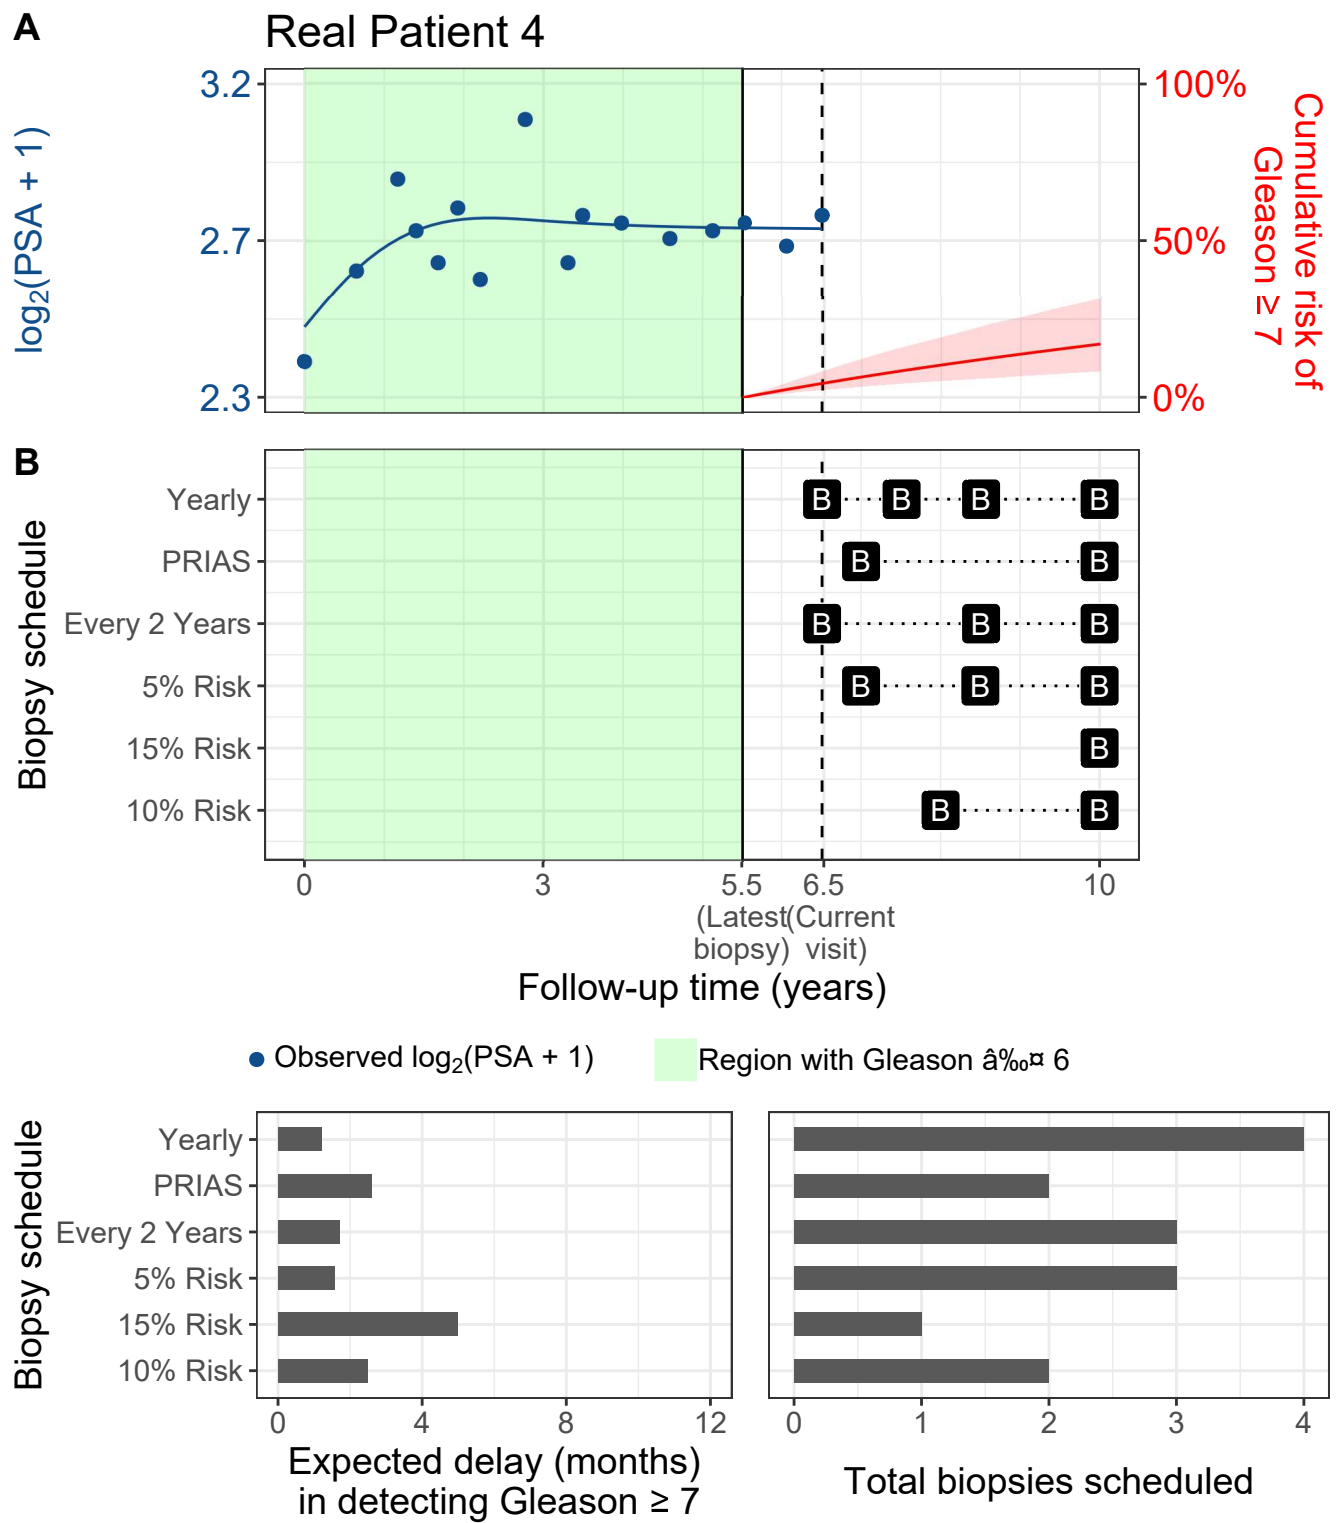 A
Real Patient 4
3.2
2.7
2.3
log₂(PSA + 1)
100%
50%
0%
Cumulative risk of
Gleason ≥ 7
B
Biopsy schedule
Yearly
B B B B
PRIAS
B B
Every 2 Years
B B B
5% Risk
B B B
15% Risk
B
10% Risk
B B
0 3 5.5 6.5 10
(Latest (Current
biopsy) visit)
Follow-up time (years)
Observed log₂(PSA + 1)
Region with Gleason â‰¤ 6
Biopsy schedule
Yearly
PRIAS
Every 2 Years
5% Risk
15% Risk
10% Risk
0 4 8 12
Expected delay (months)
in detecting Gleason ≥ 7
0 1 2 3 4
Total biopsies scheduled